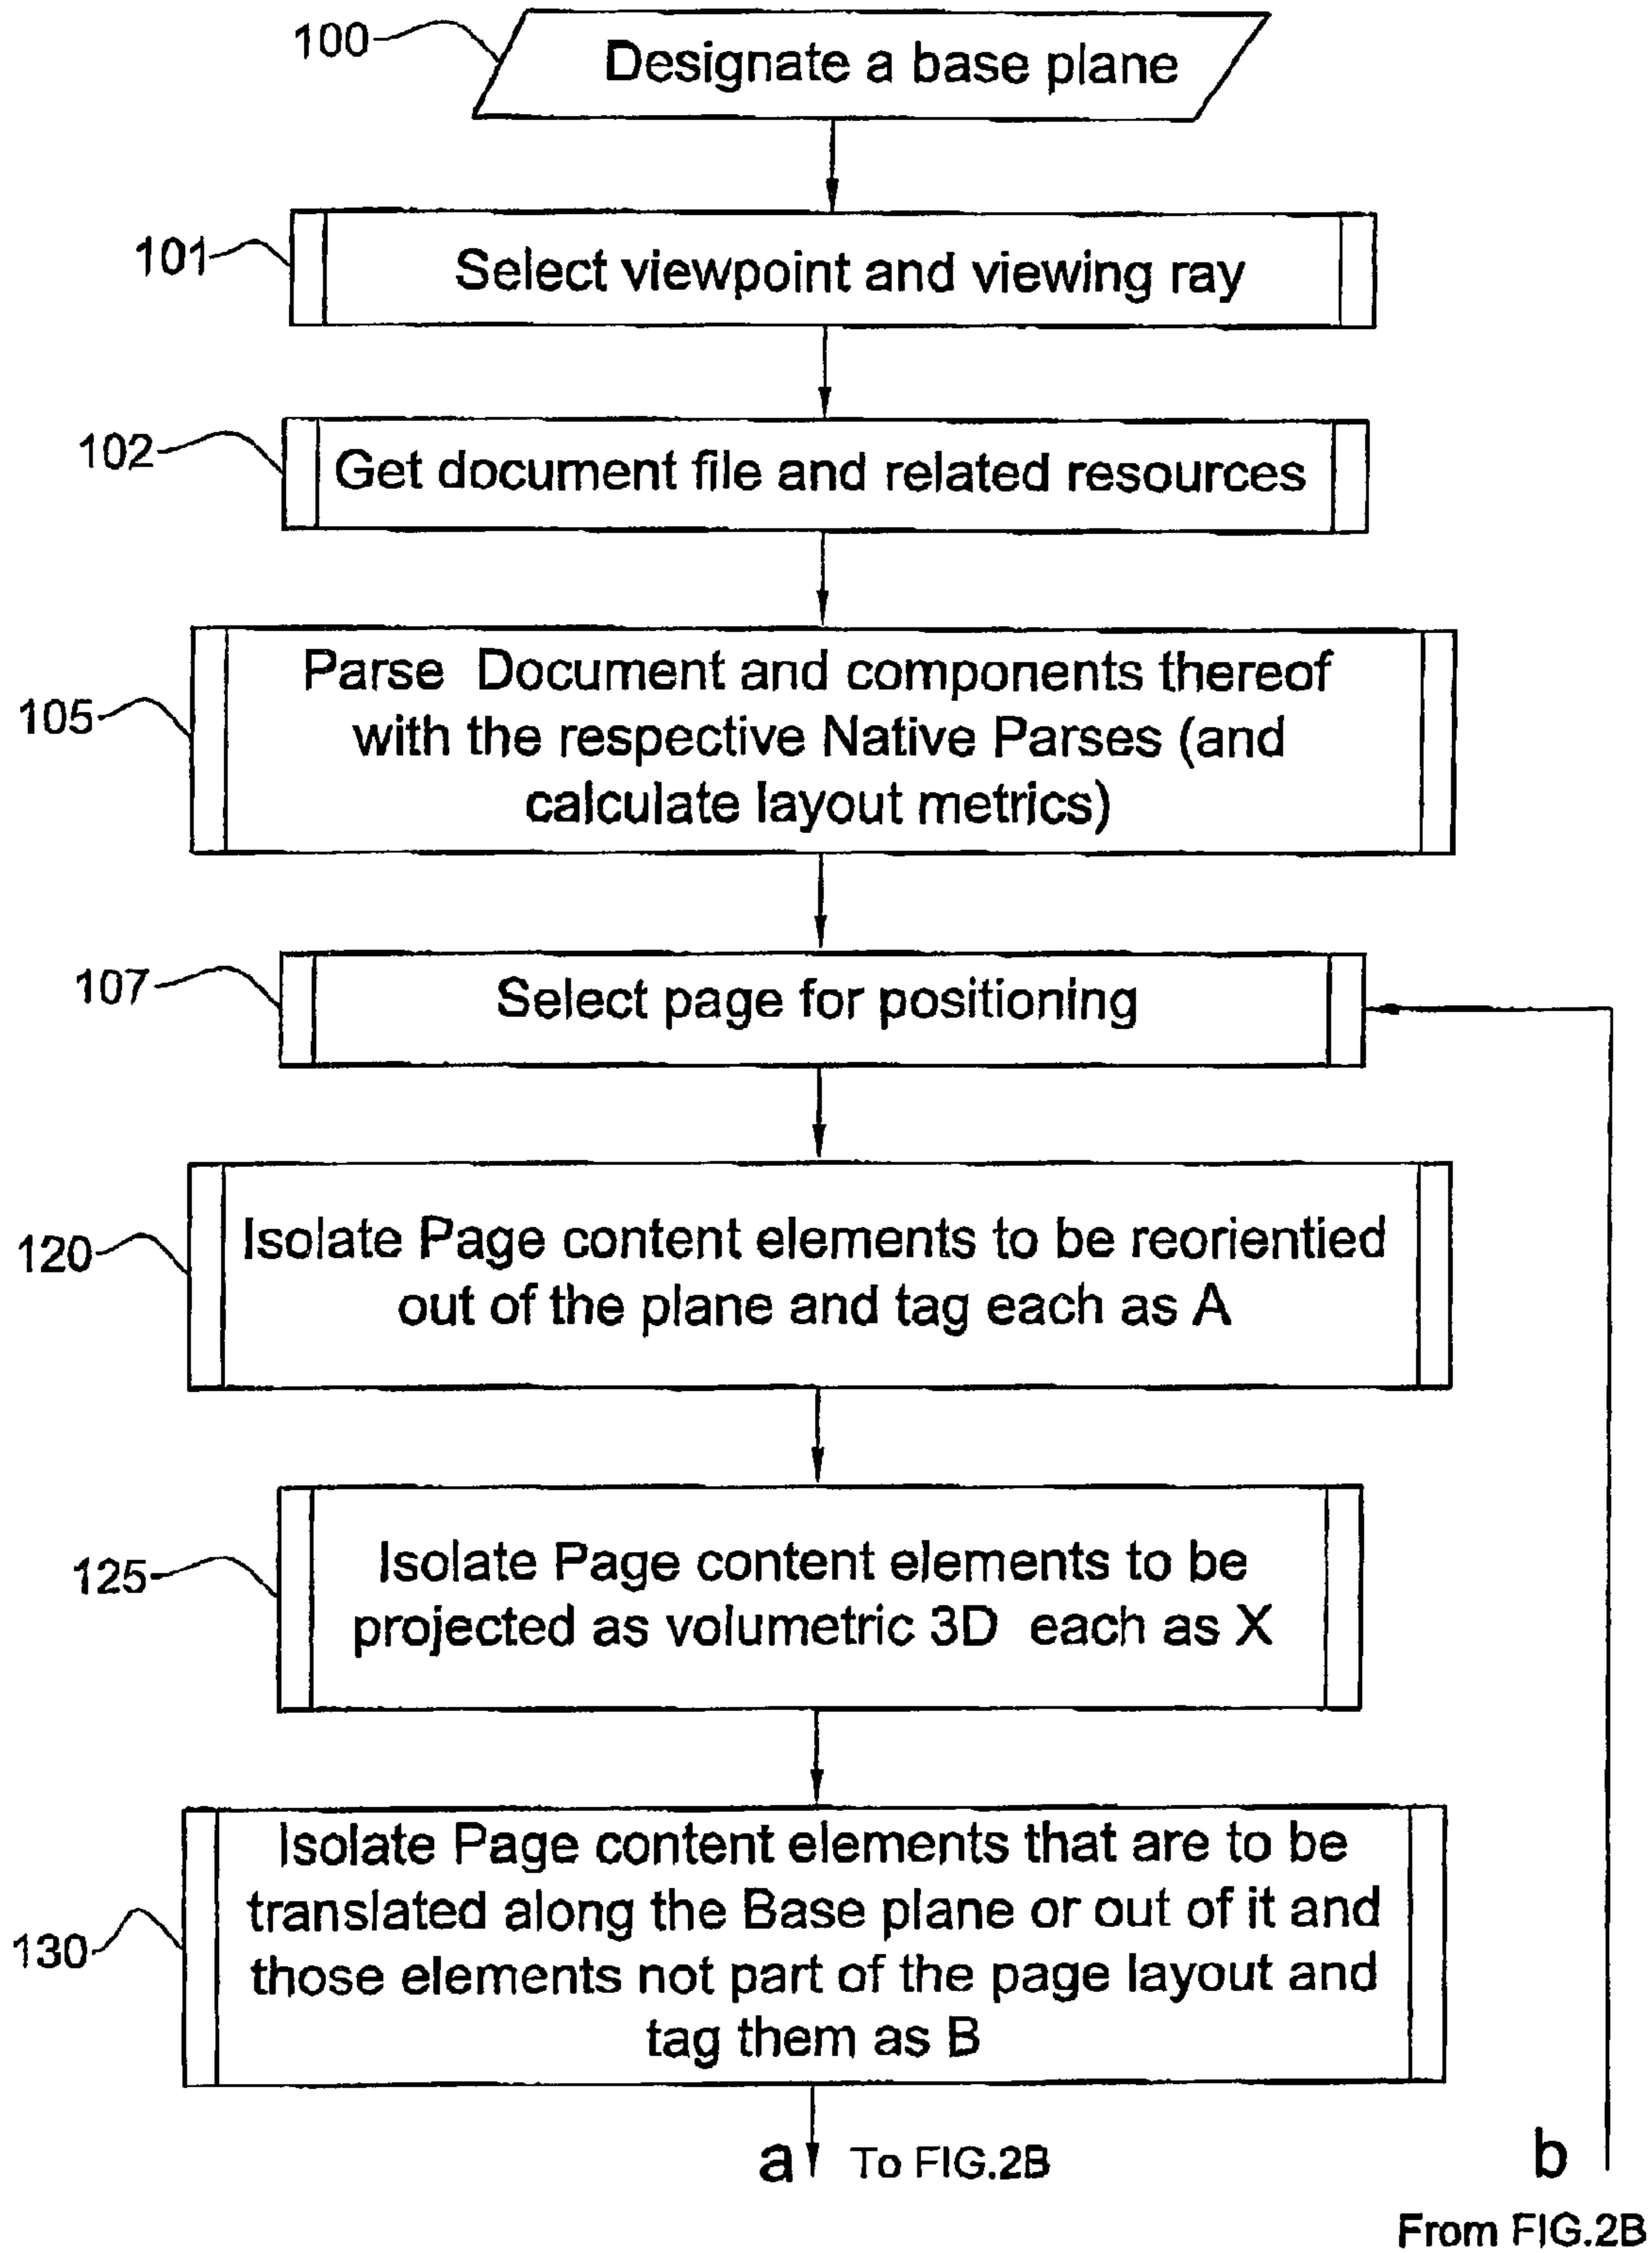 100
Designate a base plane
101
Select viewpoint and viewing ray
102
Get document file and related resources
105
Parse Document and components thereof
with the respective Native Parses (and
calculate layout metrics)
107
Select page for positioning
120
Isolate Page content elements to be reorientied
out of the plane and tag each as A
125
Isolate Page content elements to be
projected as volumetric 3D each as X
130
Isolate Page content elements that are to be
translated along the Base plane or out of it and
those elements not part of the page layout and
tag them as B
a To FIG.2B
b
From FIG.2B